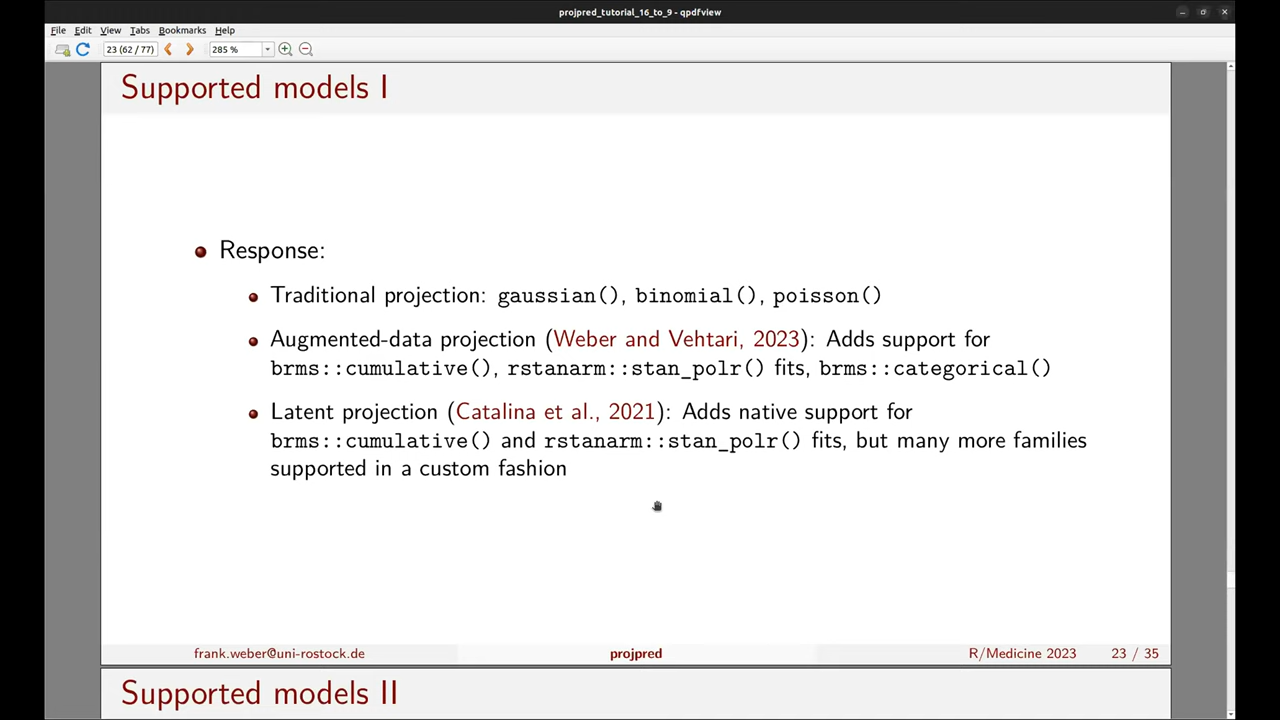 projpred_tutorial_16_to_9 - qpdfview
File Edit View Tabs Bookmarks Help
23 (62 / 77) 285 %
Supported models I
Response:
Traditional projection: gaussian(), binomial(), poisson()
Augmented-data projection (Weber and Vehtari, 2023): Adds support for
brms::cumulative(), rstanarm::stan_polr() fits, brms::categorical()
Latent projection (Catalina et al., 2021): Adds native support for
brms::cumulative() and rstanarm::stan_polr() fits, but many more families
supported in a custom fashion
frank.weber@uni-rostock.de projpred R/Medicine 2023 23 / 35
Supported models II